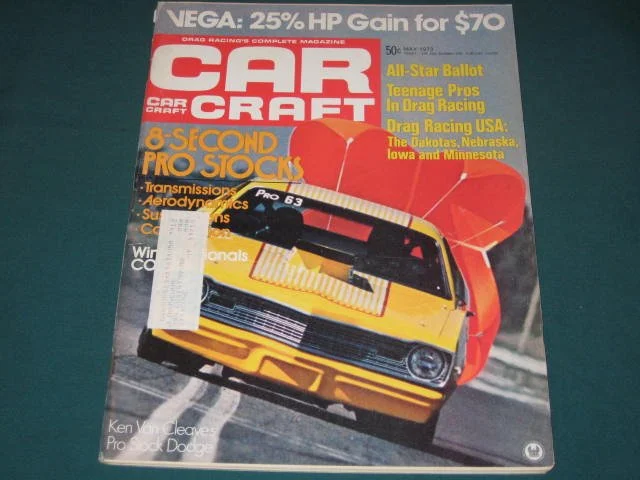 VEGA: 25% HP Gain for $70
DRAG RACING'S COMPLETE MAGAZINE
CAR
CRAFT
CAR
CRAFT
50¢ MAY 1973
All-Star Ballot
Teenage Pros
In Drag Racing
Drag Racing USA:
The Dakotas, Nebraska,
Iowa and Minnesota
8-SECOND
PRO STOCKS
·Transmissions
·Aerodynamics
Pro 63
Ken Van Cleave's
Pro Stock Dodge